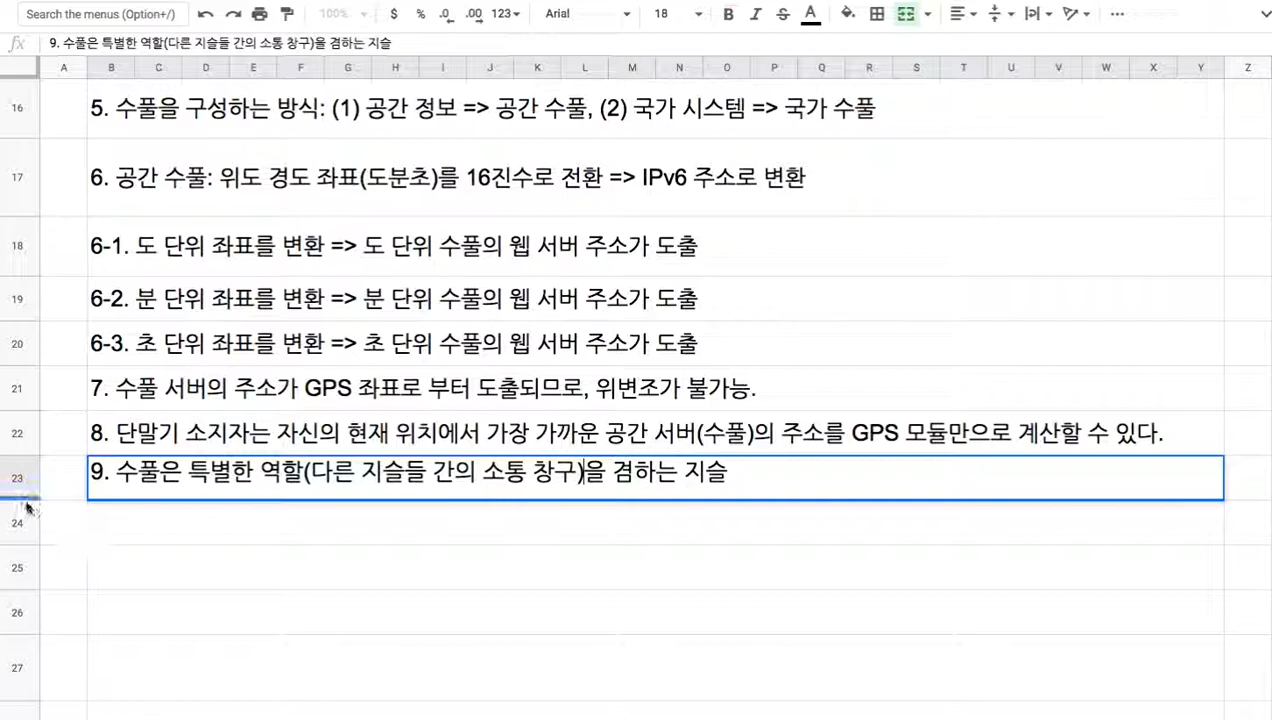 Search the menus (Option+/) 100% $ % .0 .00 123 Arial 18 B I S A
fx 9. 수풀은 특별한 역할(다른 지슬들 간의 소통 창구)을 겸하는 지슬
A B C D E F G H I J K L M N O P Q R S T U V W X Y Z
16 5. 수풀을 구성하는 방식: (1) 공간 정보 => 공간 수풀, (2) 국가 시스템 => 국가 수풀
17 6. 공간 수풀: 위도 경도 좌표(도분초)를 16진수로 전환 => IPv6 주소로 변환
18 6-1. 도 단위 좌표를 변환 => 도 단위 수풀의 웹 서버 주소가 도출
19 6-2. 분 단위 좌표를 변환 => 분 단위 수풀의 웹 서버 주소가 도출
20 6-3. 초 단위 좌표를 변환 => 초 단위 수풀의 웹 서버 주소가 도출
21 7. 수풀 서버의 주소가 GPS 좌표로 부터 도출되므로, 위변조가 불가능.
22 8. 단말기 소지자는 자신의 현재 위치에서 가장 가까운 공간 서버(수풀)의 주소를 GPS 모듈만으로 계산할 수 있다.
23 9. 수풀은 특별한 역할(다른 지슬들 간의 소통 창구)을 겸하는 지슬
24
25
26
27